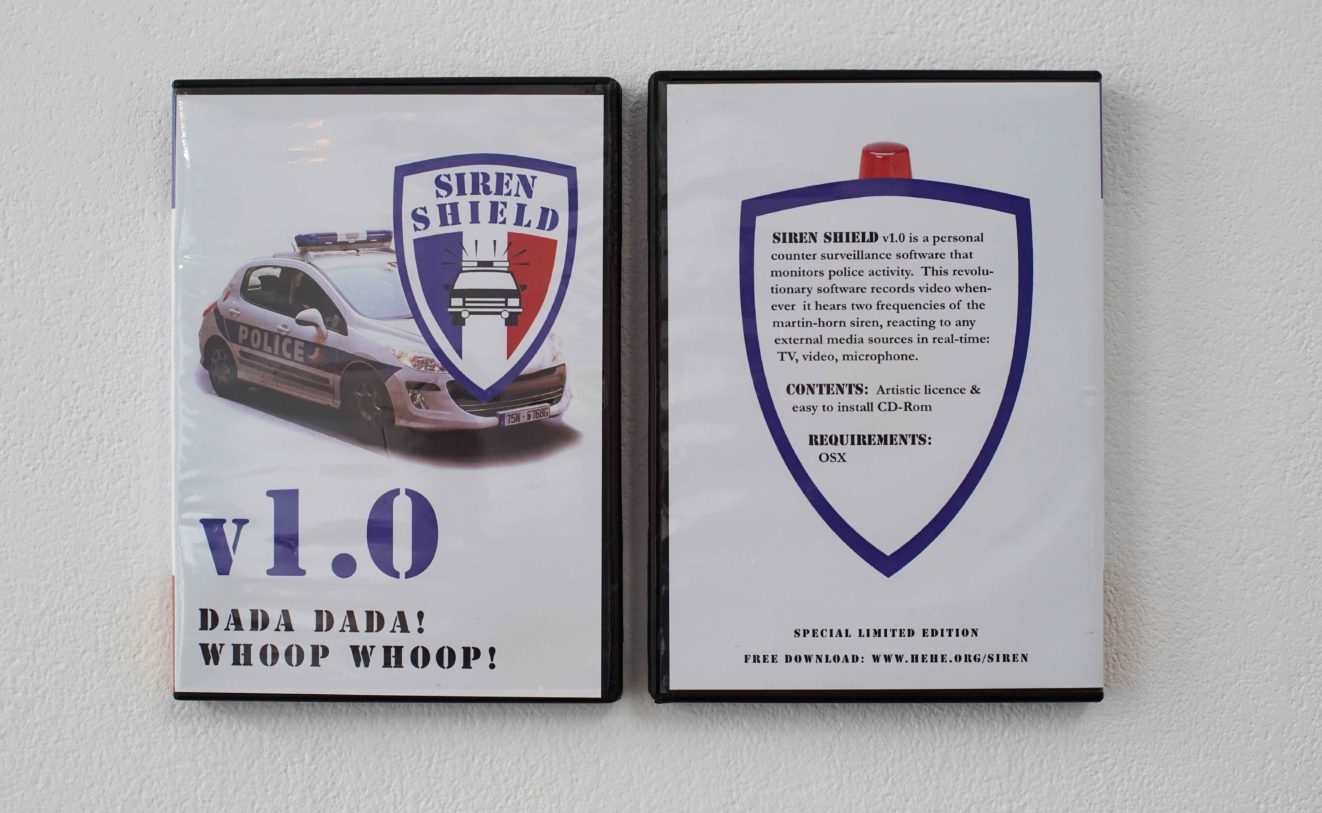 SIREN
SHIELD
POLICE
v1.0
DADA DADA!
WHOOP WHOOP!
SIREN SHIELD v1.0 is a personal
counter surveillance software that
monitors police activity. This revolu-
tionary software records video when-
ever it hears two frequencies of the
martin-horn siren, reacting to any
external media sources in real-time:
TV, video, microphone.
CONTENTS: Artistic licence &
easy to install CD-Rom
REQUIREMENTS:
OSX
SPECIAL LIMITED EDITION
FREE DOWNLOAD: WWW.HEHE.ORG/SIREN